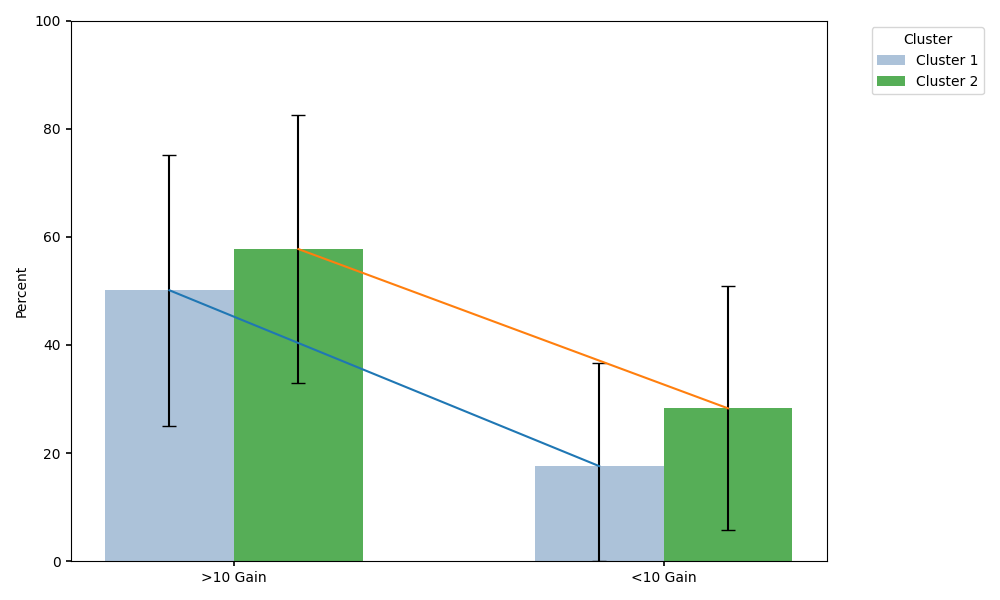 Cluster
Cluster 1
Cluster 2
Percent
100
80
60
40
20
0
>10 Gain
<10 Gain